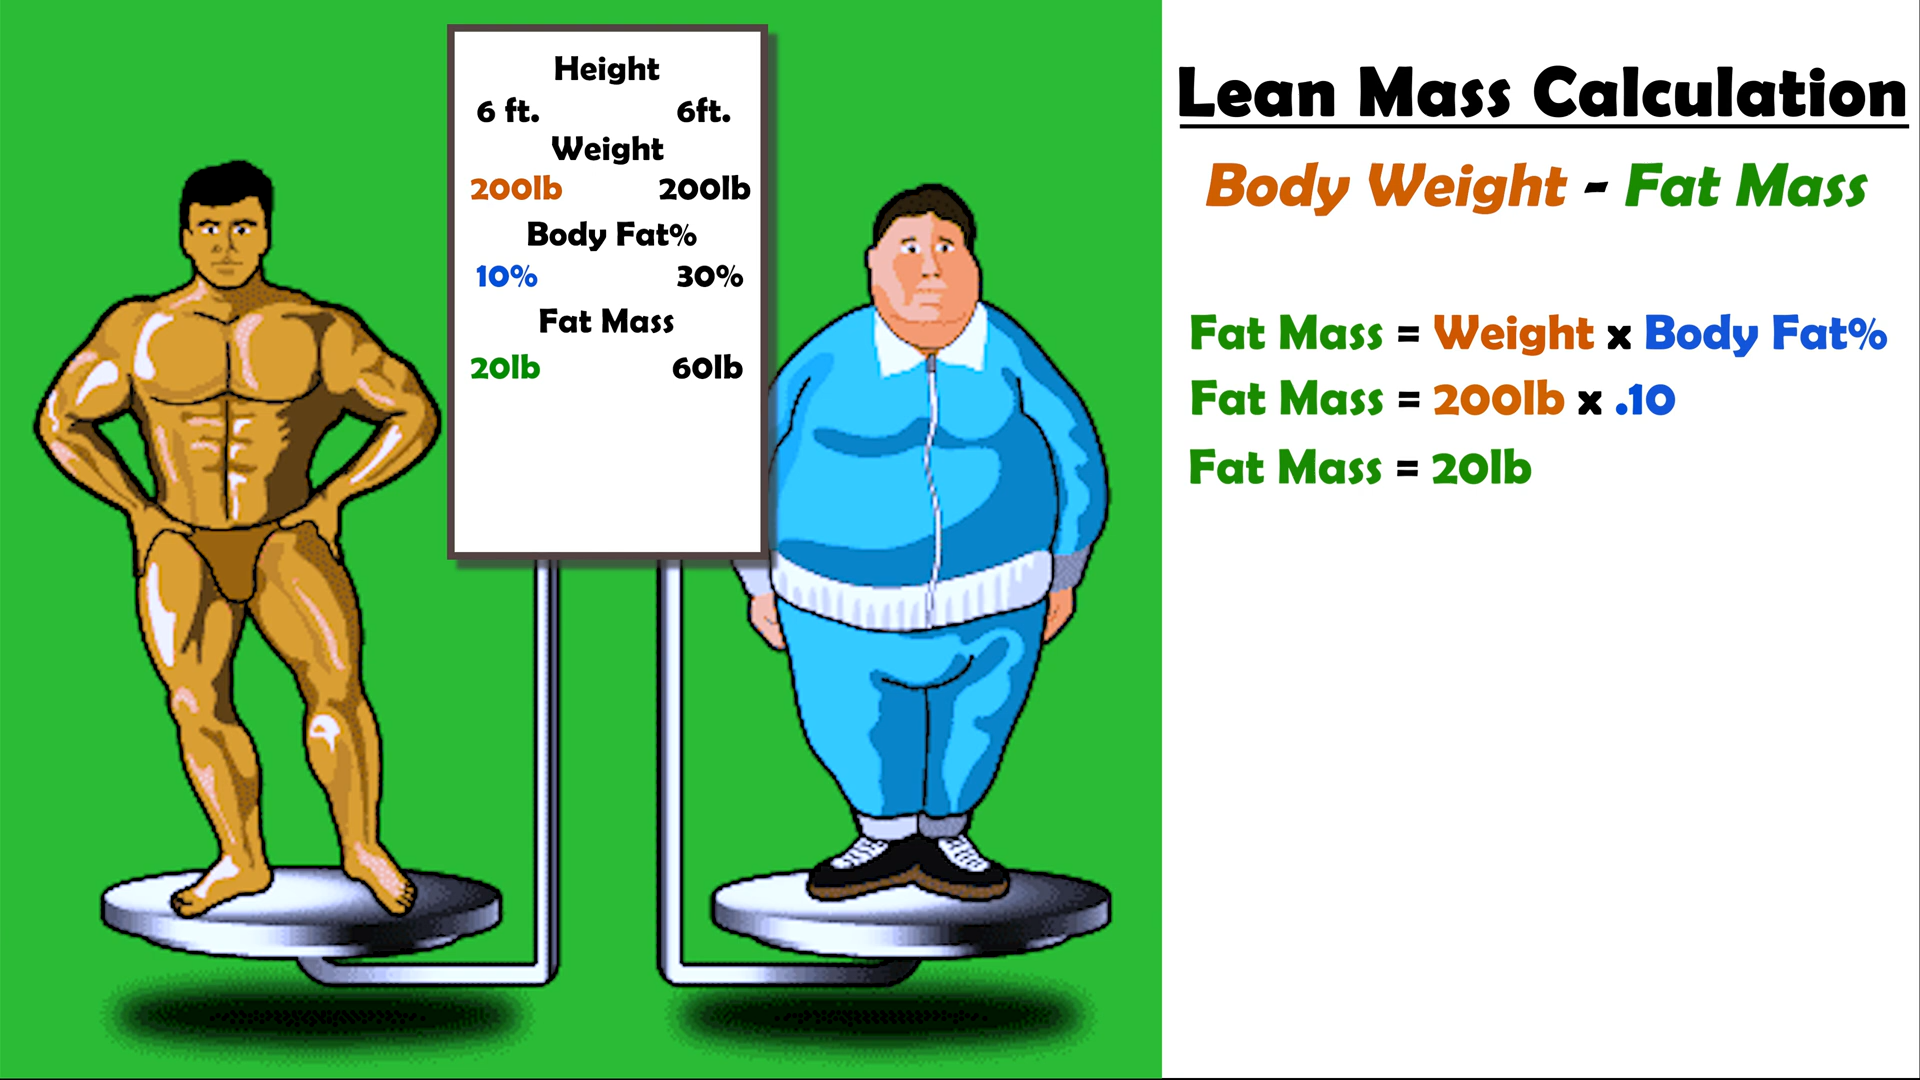 Height
6 ft. 6ft.
Weight
200lb 200lb
Body Fat%
10% 30%
Fat Mass
20lb 60lb
Lean Mass Calculation
Body Weight - Fat Mass
Fat Mass = Weight x Body Fat%
Fat Mass = 200lb x .10
Fat Mass = 20lb